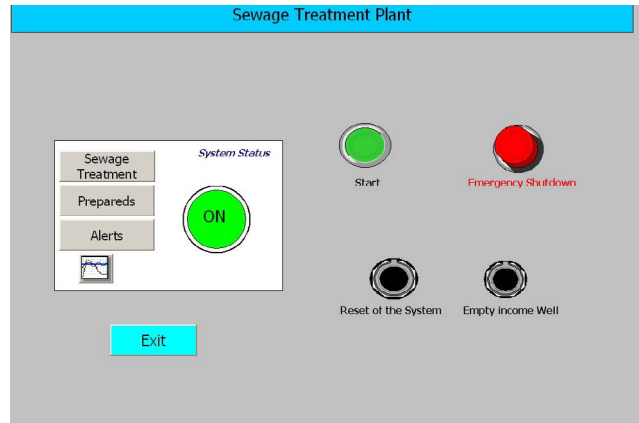 Sewage Treatment Plant
System Status
Sewage
Treatment
Prepareds
Alerts
ON
Start
Emergency Shutdown
Reset of the System
Empty income Well
Exit